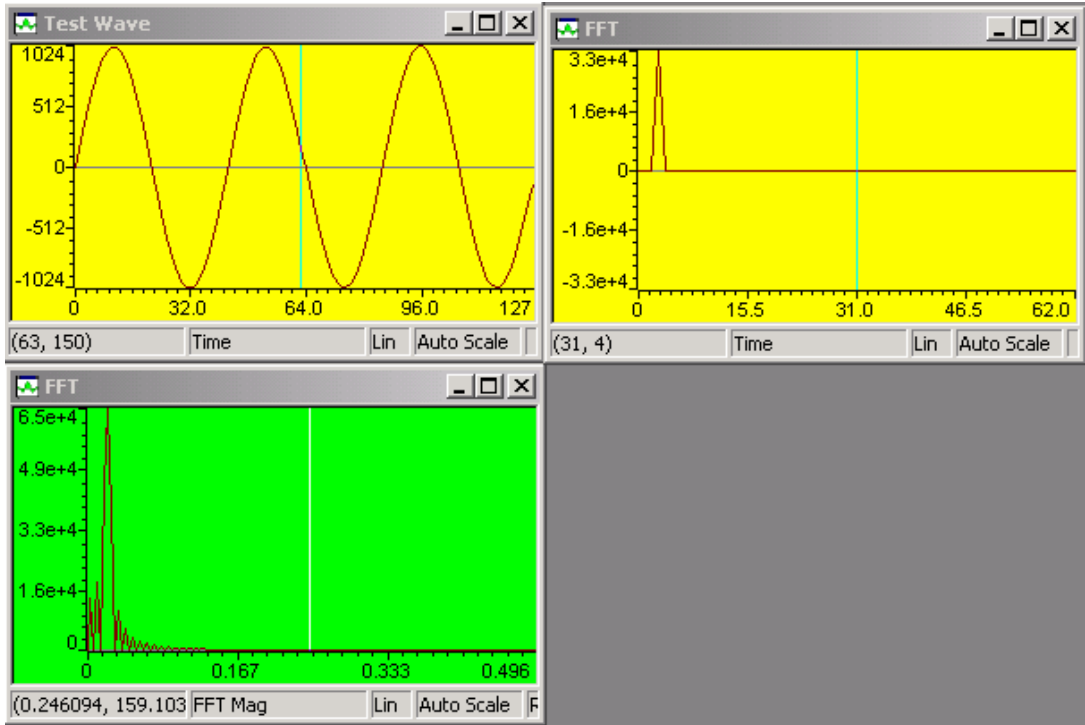 Test Wave
1024
512
0
-512
-1024
0 32.0 64.0 96.0 127
(63, 150) Time Lin Auto Scale
FFT
3.3e+4
1.6e+4
0
-1.6e+4
-3.3e+4
0 15.5 31.0 46.5 62.0
(31, 4) Time Lin Auto Scale
FFT
6.5e+4
4.9e+4
3.3e+4
1.6e+4
0
0 0.167 0.333 0.496
(0.246094, 159.103 FFT Mag Lin Auto Scale